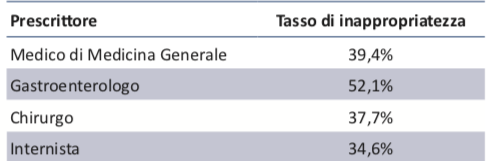 Prescrittore Tasso di inappropriatezza
Medico di Medicina Generale 39,4%
Gastroenterologo 52,1%
Chirurgo 37,7%
Internista 34,6%